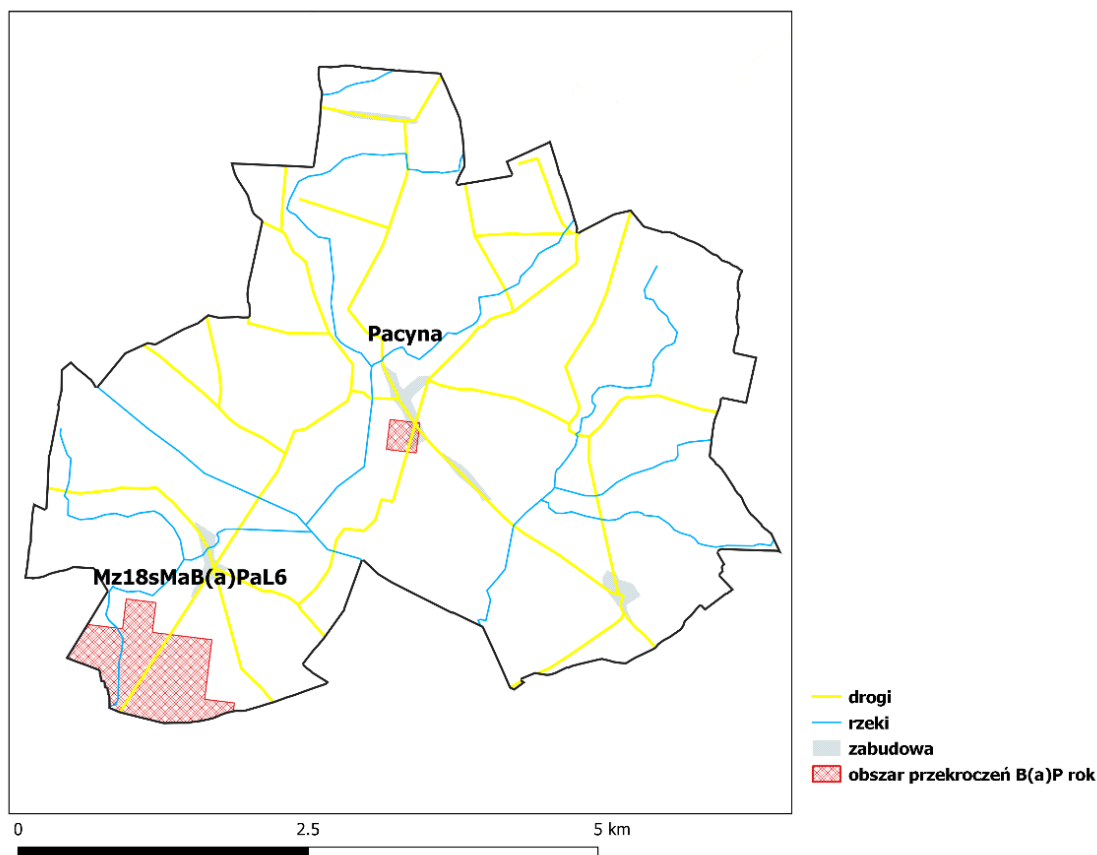 Pacyna
Mz18sMaB(a)PaL6
drogi
rzeki
zabudowa
obszar przekroczeń B(a)P rok
0 2.5 5 km